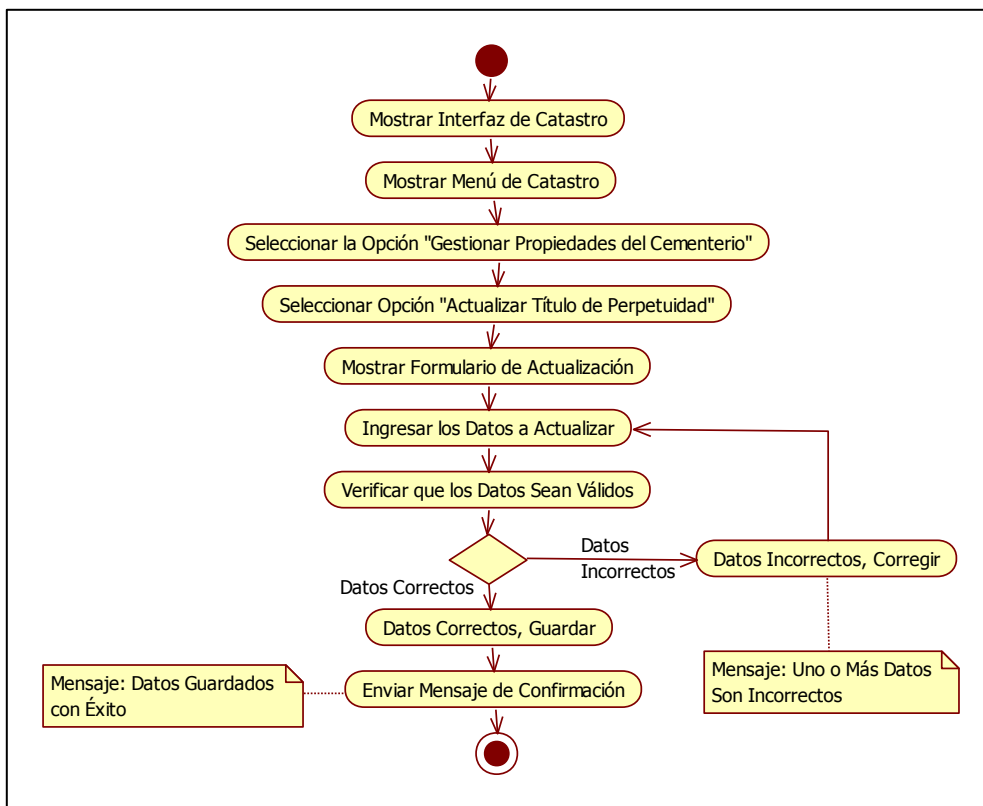 Mostrar Interfaz de Catastro
Mostrar Menú de Catastro
Seleccionar la Opción "Gestionar Propiedades del Cementerio"
Seleccionar Opción "Actualizar Título de Perpetuidad"
Mostrar Formulario de Actualización
Ingresar los Datos a Actualizar
Verificar que los Datos Sean Válidos
Datos
Incorrectos
Datos Incorrectos, Corregir
Datos Correctos
Datos Correctos, Guardar
Mensaje: Uno o Más Datos
Son Incorrectos
Mensaje: Datos Guardados
con Éxito
Enviar Mensaje de Confirmación